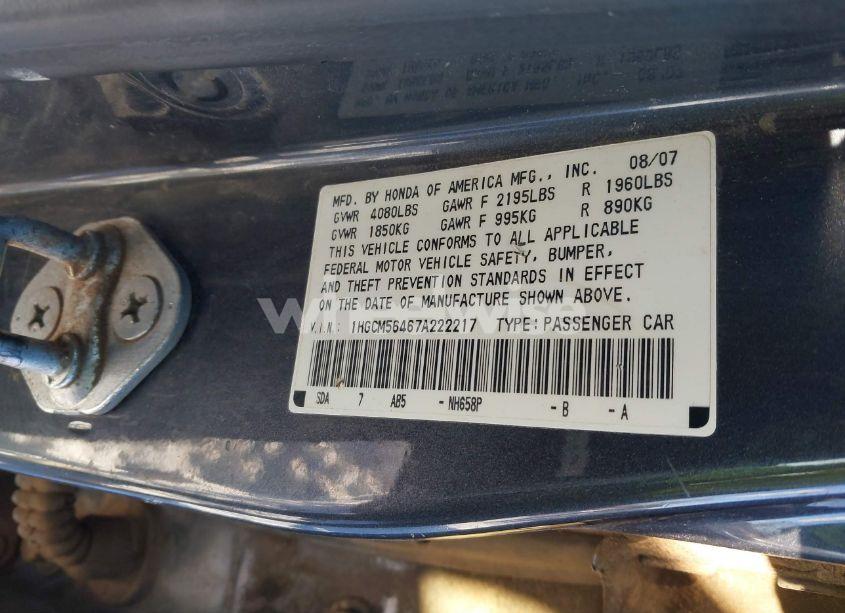 MFD. BY HONDA OF AMERICA MFG., INC. 08/07
GVWR 4080LBS GAWR F 2195LBS R 1960LBS
GVWR 1850KG GAWR F 995KG R 890KG
THIS VEHICLE CONFORMS TO ALL APPLICABLE
FEDERAL MOTOR VEHICLE SAFETY, BUMPER,
AND THEFT PREVENTION STANDARDS IN EFFECT
ON THE DATE OF MANUFACTURE SHOWN ABOVE.
V.I.N.: 1HGCM56467A222217 TYPE: PASSENGER CAR
SDA 7 AB5 -NH658P -B -A